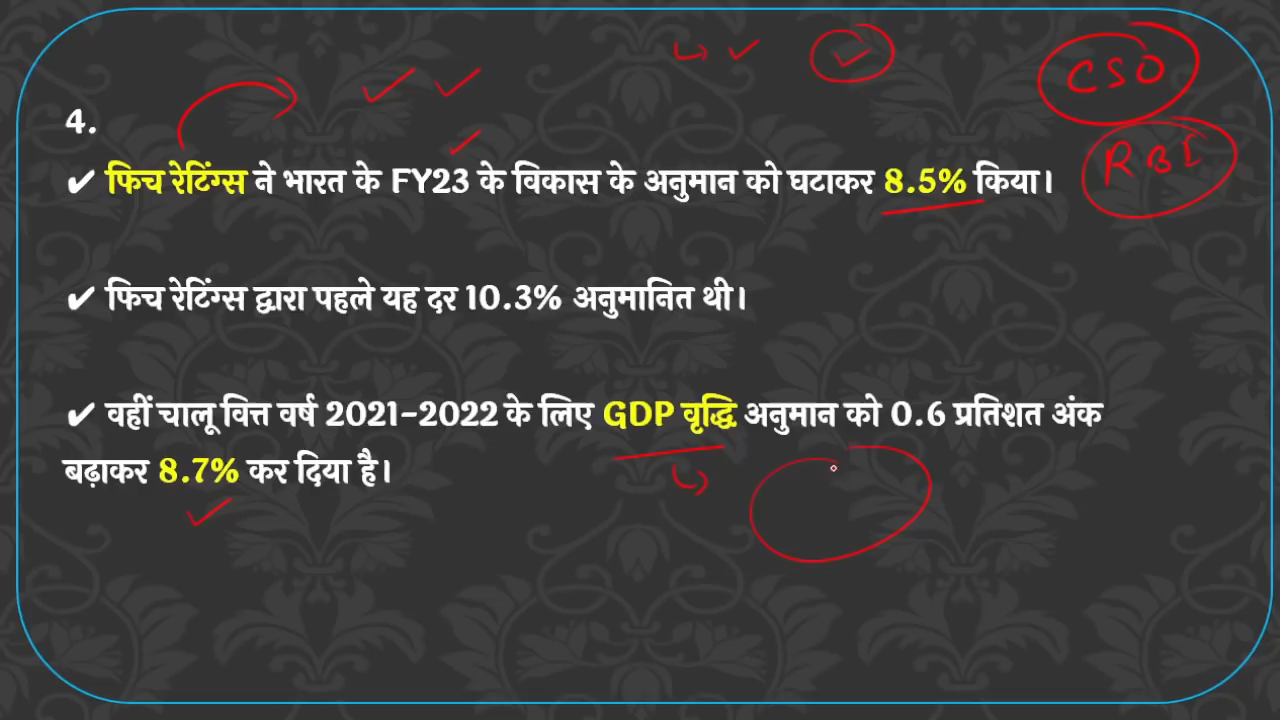 CSO
RBI
4.
✔ फिच रेटिंग्स ने भारत के FY23 के विकास के अनुमान को घटाकर 8.5% किया।
✔ फिच रेटिंग्स द्वारा पहले यह दर 10.3% अनुमानित थी।
✔ वहीं चालू वित्त वर्ष 2021-2022 के लिए GDP वृद्धि अनुमान को 0.6 प्रतिशत अंक
बढ़ाकर 8.7% कर दिया है।